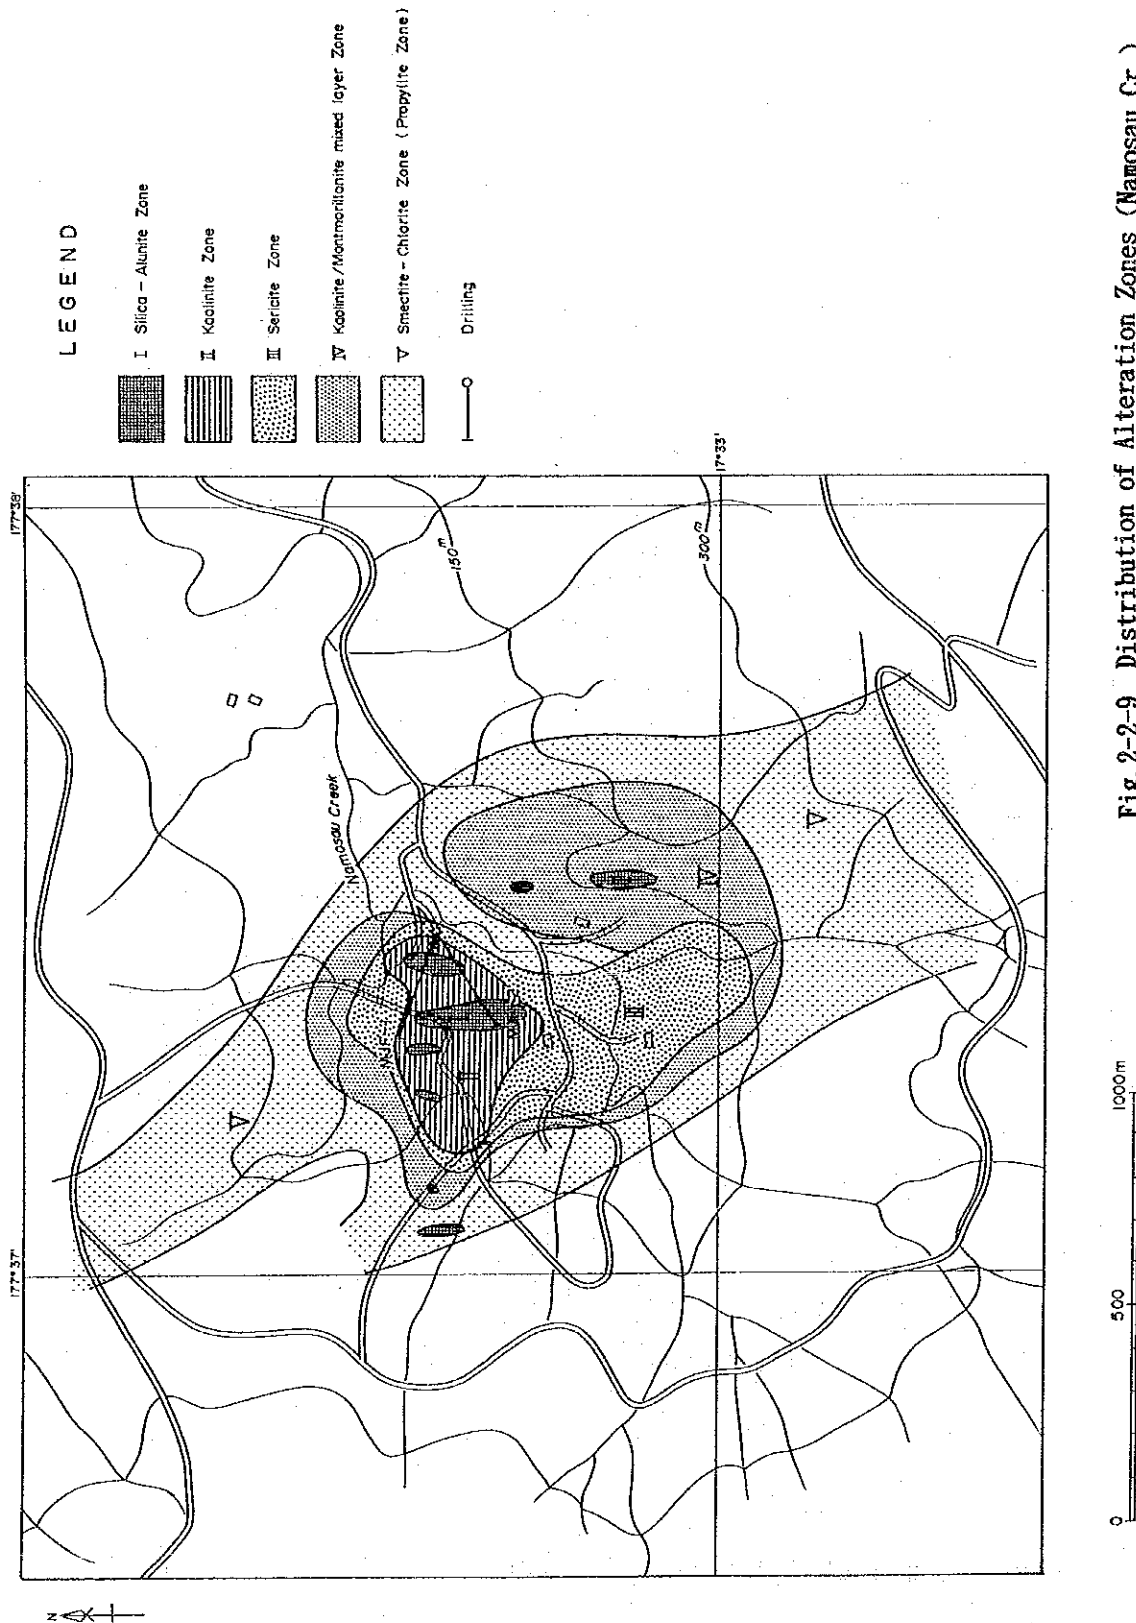 N
177°37'
177°38'
Namosau Creek
150m
300m
17°33'
V
II
III
IV
V
LEGEND
I Silica - Alunite Zone
II Kaolinite Zone
III Sericite Zone
IV Kaolinite/Montmorillonite mixed layer Zone
V Smectite - Chlorite Zone (Propylite Zone)
Drilling
0 500 1000m
Fig 2-2-9 Distribution of Alteration Zones (Namosau Cr )